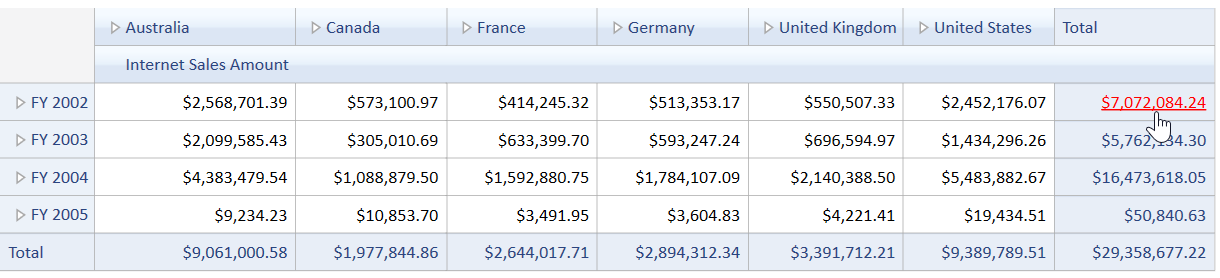 Australia Canada France Germany United Kingdom United States Total
Internet Sales Amount
FY 2002 $2,568,701.39 $573,100.97 $414,245.32 $513,353.17 $550,507.33 $2,452,176.07 $7,072,084.24
FY 2003 $2,099,585.43 $305,010.69 $633,399.70 $593,247.24 $696,594.97 $1,434,296.26
FY 2004 $4,383,479.54 $1,088,879.50 $1,592,880.75 $1,784,107.09 $2,140,388.50 $5,483,882.67 $16,473,618.05
FY 2005 $9,234.23 $10,853.70 $3,491.95 $3,604.83 $4,221.41 $19,434.51 $50,840.63
Total $9,061,000.58 $1,977,844.86 $2,644,017.71 $2,894,312.34 $3,391,712.21 $9,389,789.51 $29,358,677.22